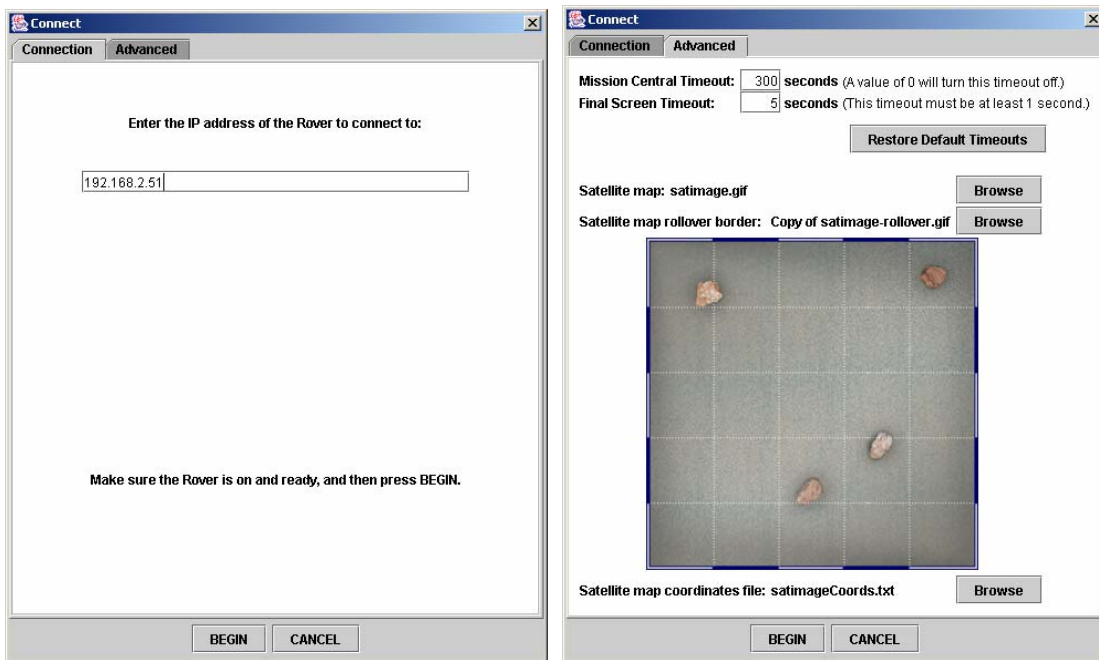 Connect
Connection Advanced
Enter the IP address of the Rover to connect to:
192.168.2.51
Make sure the Rover is on and ready, and then press BEGIN.
BEGIN CANCEL
Connect
Connection Advanced
Mission Central Timeout: 300 seconds (A value of 0 will turn this timeout off.)
Final Screen Timeout: 5 seconds (This timeout must be at least 1 second.)
Restore Default Timeouts
Satellite map: satimage.gif Browse
Satellite map rollover border: Copy of satimage-rollover.gif Browse
Satellite map coordinates file: satimageCoords.txt Browse
BEGIN CANCEL